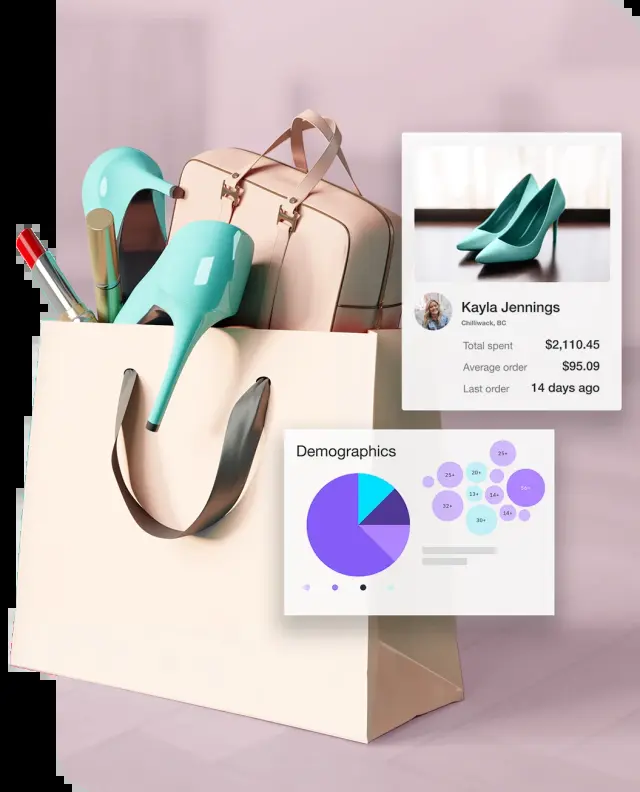 Kayla Jennings
Chilliwack, BC
Total spent $2,110.45
Average order $95.09
Last order 14 days ago
Demographics
25+
25+
20+
56+
13+
14+
32+
14+
30+